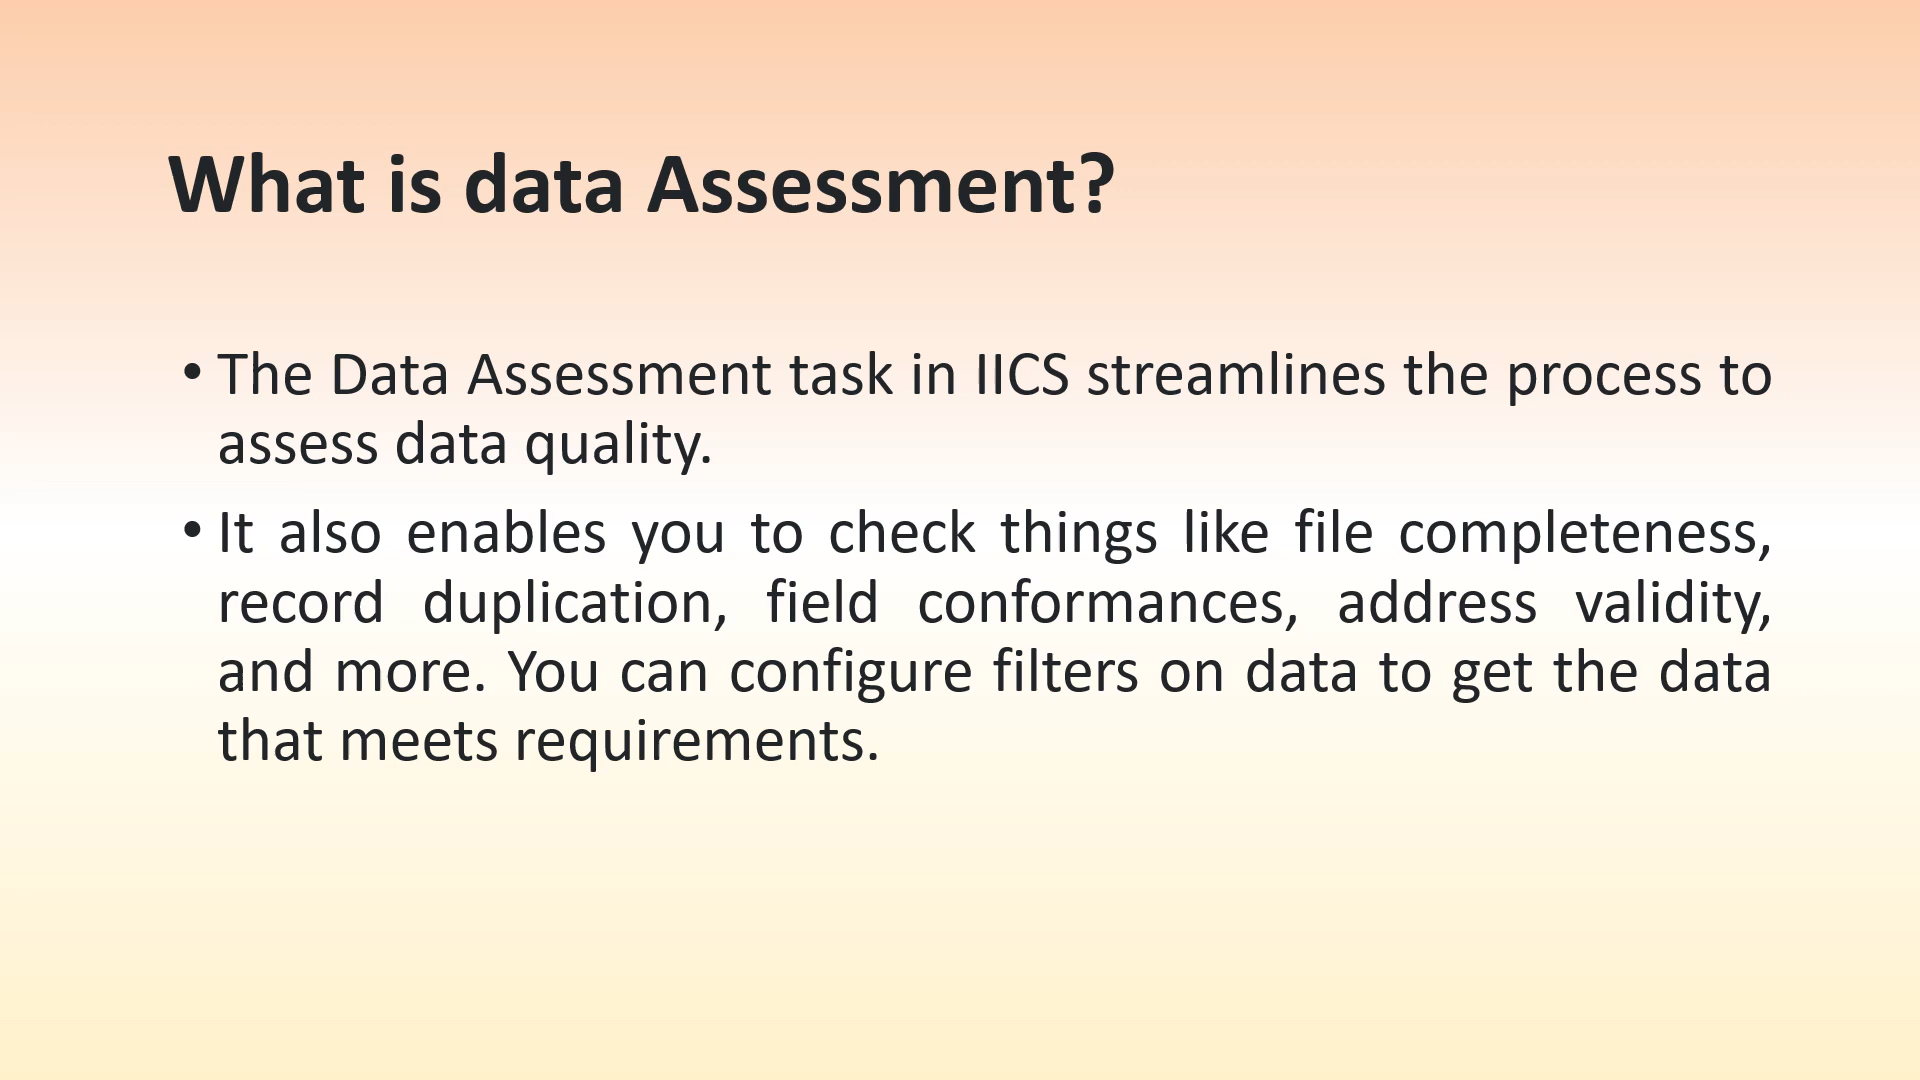 What is data Assessment?
• The Data Assessment task in IICS streamlines the process to
assess data quality.
• It also enables you to check things like file completeness,
record duplication, field conformances, address validity,
and more. You can configure filters on data to get the data
that meets requirements.